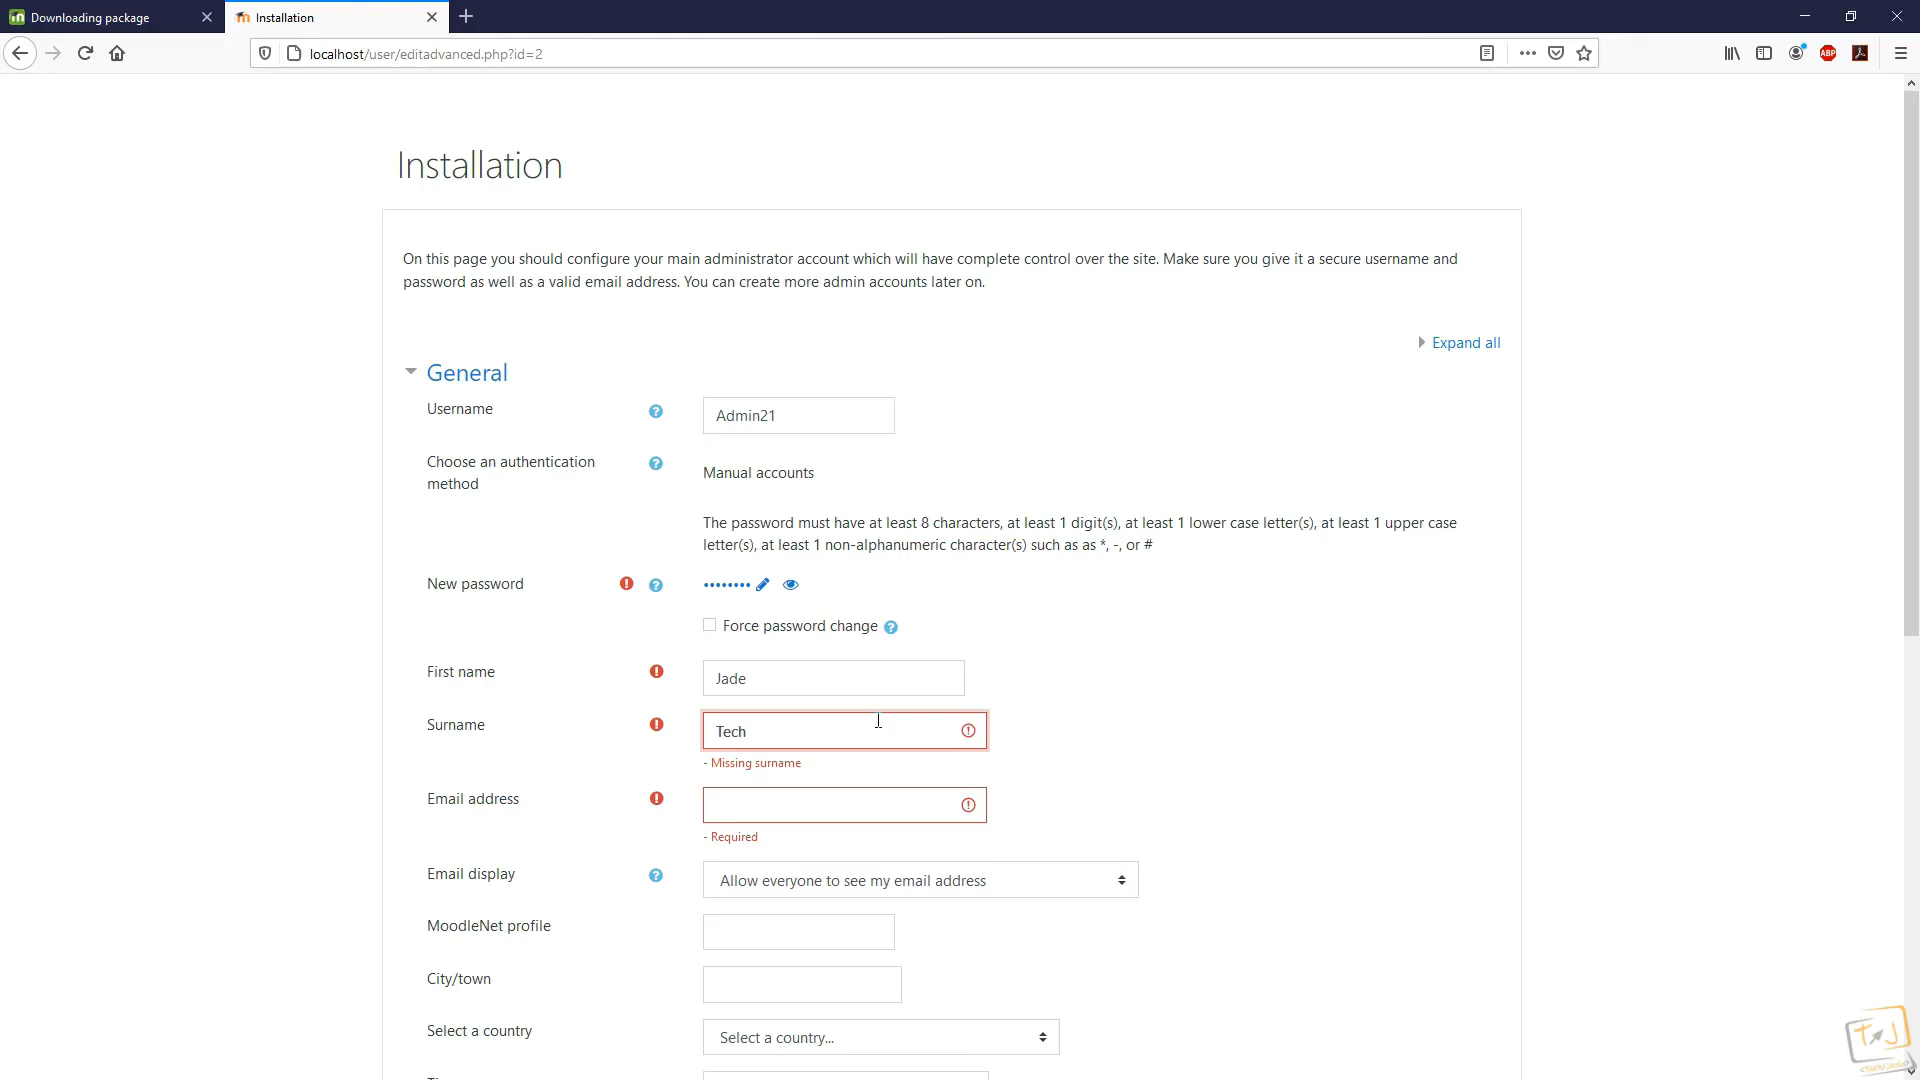 Downloading package
Installation
localhost/user/editadvanced.php?id=2
ABP
Installation
On this page you should configure your main administrator account which will have complete control over the site. Make sure you give it a secure username and
password as well as a valid email address. You can create more admin accounts later on.
Expand all
General
Username
Admin21
Choose an authentication
method
Manual accounts
The password must have at least 8 characters, at least 1 digit(s), at least 1 lower case letter(s), at least 1 upper case
letter(s), at least 1 non-alphanumeric character(s) such as as *, -, or #
New password
••••••••
Force password change
First name
Jade
Surname
Tech
- Missing surname
Email address
- Required
Email display
Allow everyone to see my email address
MoodleNet profile
City/town
Select a country
Select a country...